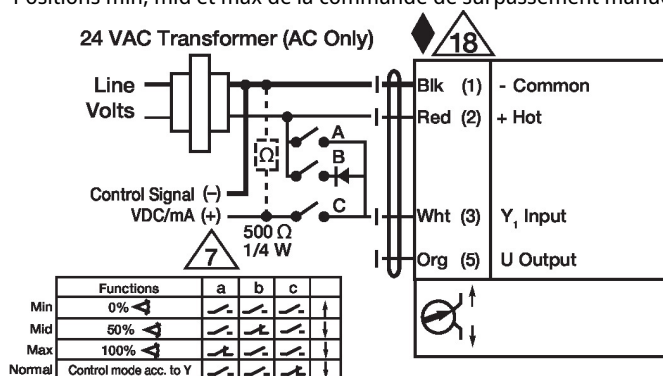 Positions min, mid et max de la commande de surpassement
24 VAC Transformer (AC Only)
18
Line
Volts
Blk (1) - Common
Red (2) + Hot
A
B
Ω
Control Signal (–)
VDC/mA (+)
C
Wht (3) Y1 Input
500 Ω
1/4 W
7
Org (5) U Output
Functions a b c
Min 0%
Mid 50%
Max 100%
Normal Control mode acc. to Y